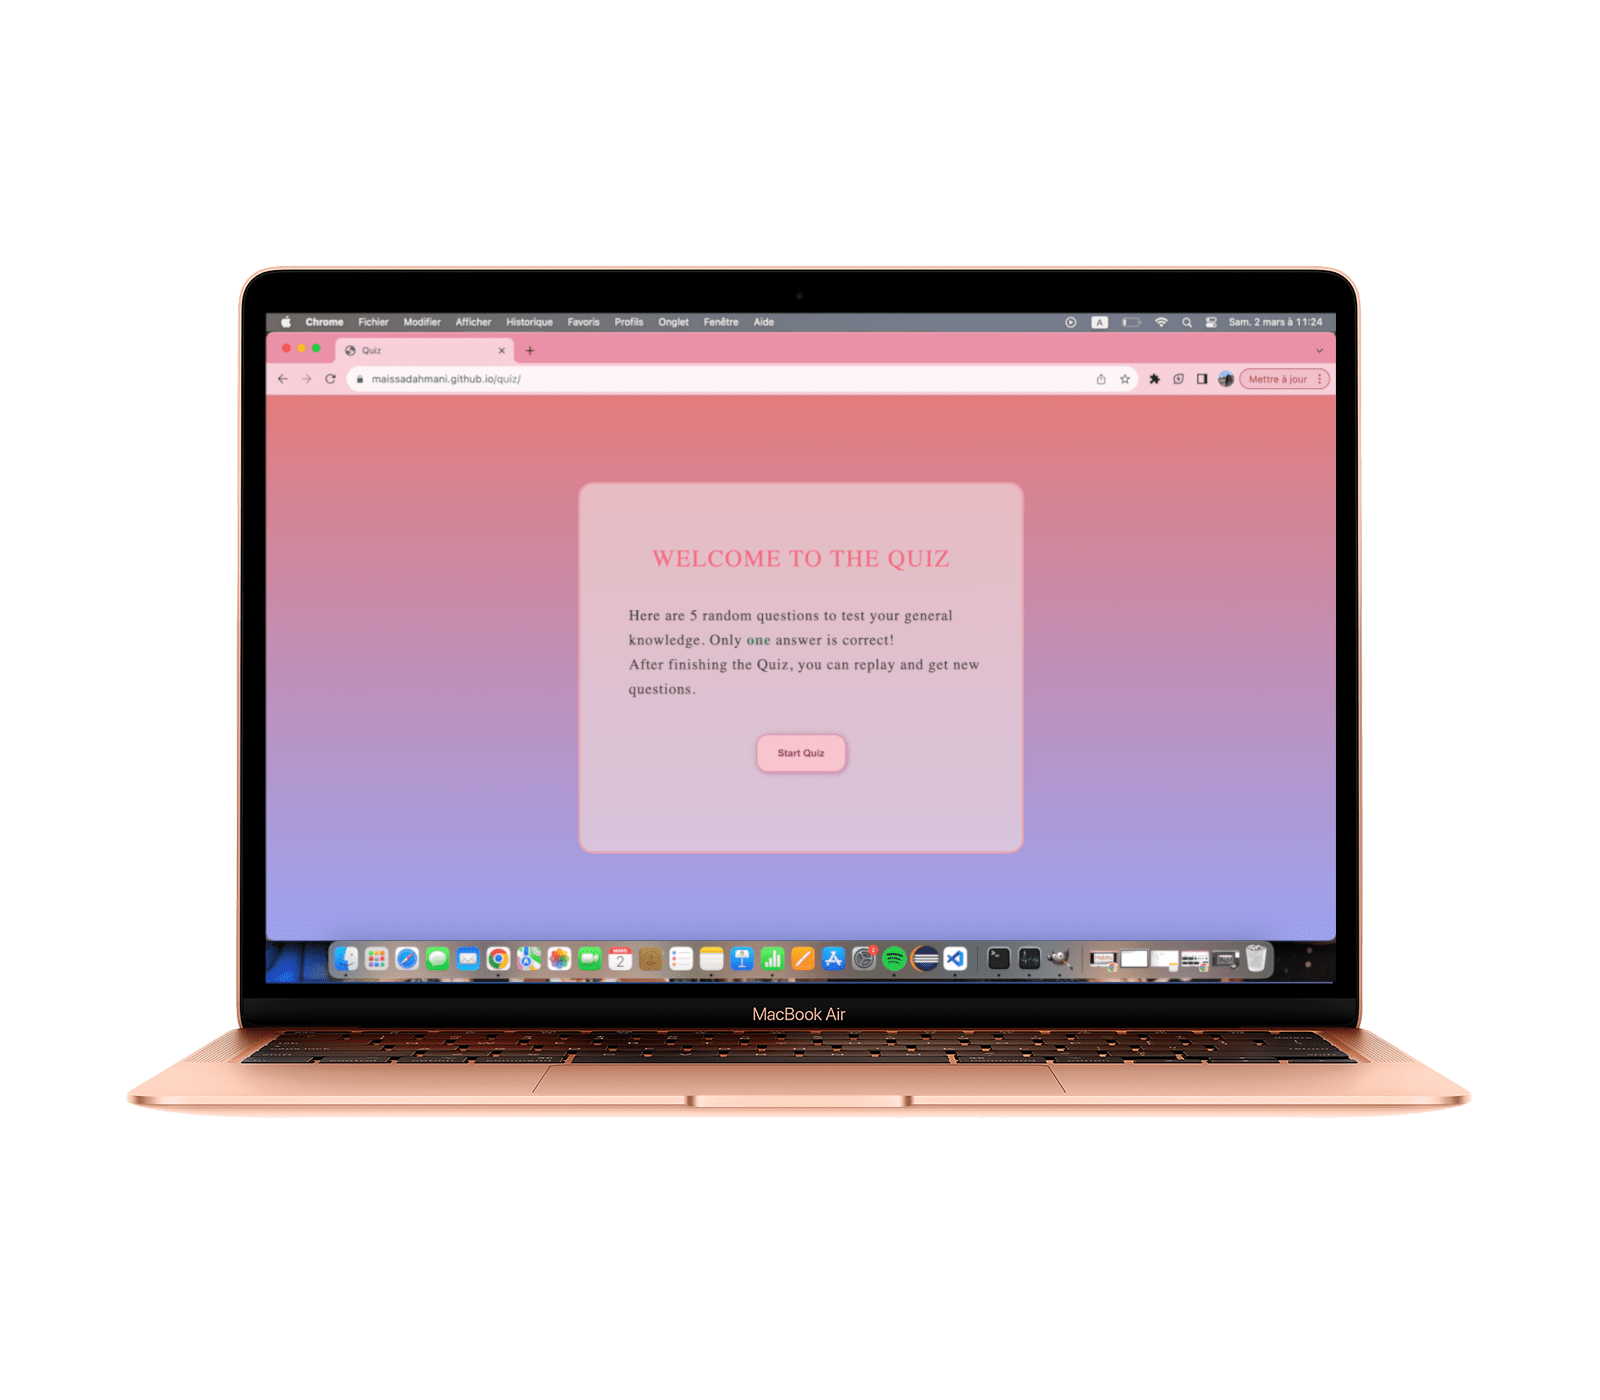 Chrome Fichier Modifier Afficher Historique Favoris Profils Onglet Fenêtre Aide A Sam. 2 mars à 11:24
Quiz
maissadahmani.github.io/quiz/ Mettre à jour
WELCOME TO THE QUIZ
Here are 5 random questions to test your general
knowledge. Only one answer is correct!
After finishing the Quiz, you can replay and get new
questions.
Start Quiz
MARS
2
MacBook Air